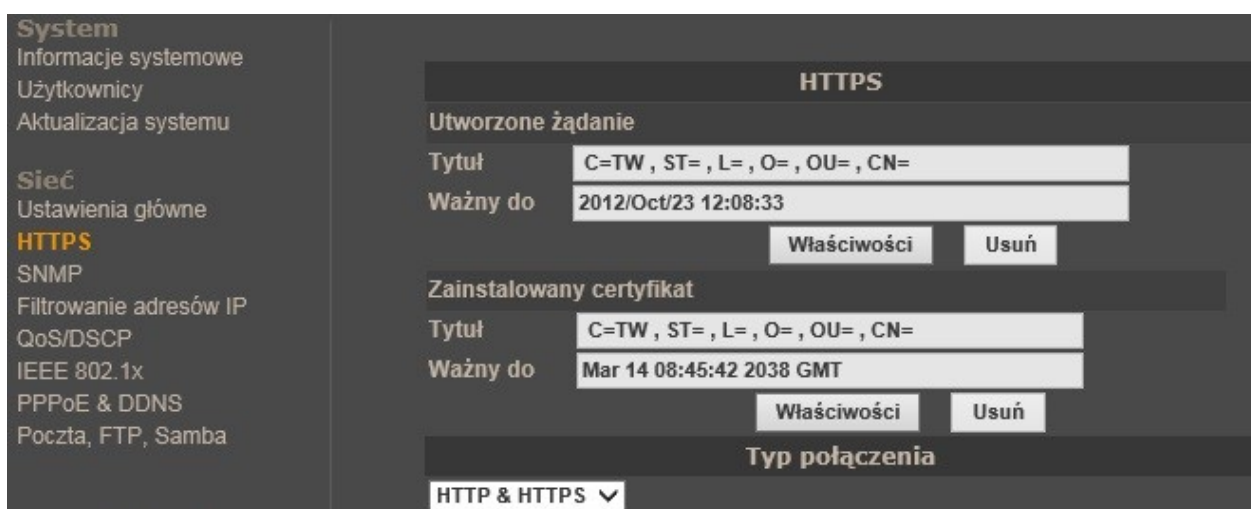 System
Informacje systemowe
Użytkownicy
Aktualizacja systemu
Sieć
Ustawienia główne
HTTPS
SNMP
Filtrowanie adresów IP
QoS/DSCP
IEEE 802.1x
PPPoE & DDNS
Poczta, FTP, Samba
HTTPS
Utworzone żądanie
Tytuł C=TW , ST= , L= , O= , OU= , CN=
Ważny do 2012/Oct/23 12:08:33
Właściwości Usuń
Zainstalowany certyfikat
Tytuł C=TW , ST= , L= , O= , OU= , CN=
Ważny do Mar 14 08:45:42 2038 GMT
Właściwości Usuń
Typ połączenia
HTTP & HTTPS